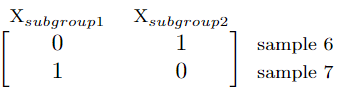 X_subgroup1 X_subgroup2
0 1 sample 6
1 0 sample 7